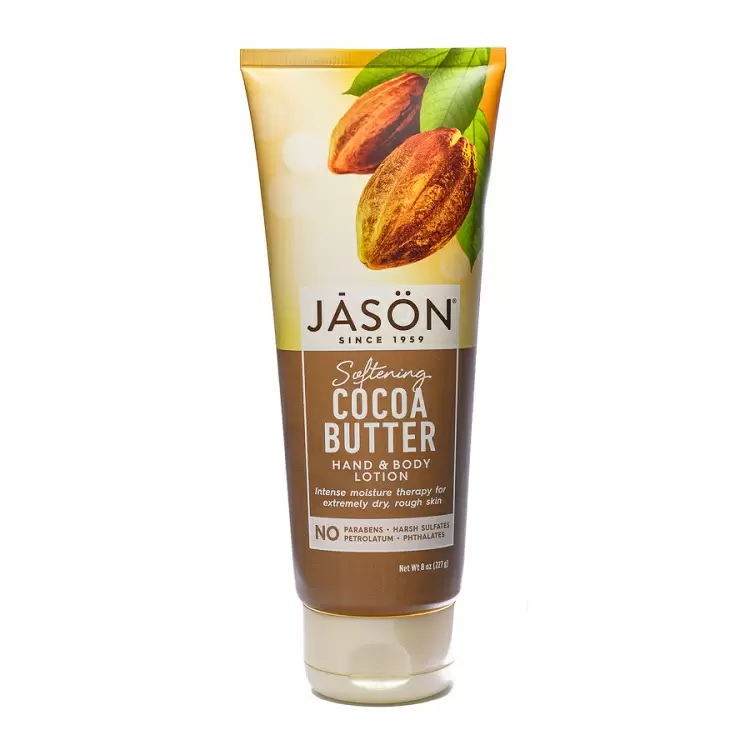 JĀSÖN®
SINCE 1959
Softening
COCOA
BUTTER
HAND & BODY
LOTION
Intense moisture therapy for
extremely dry, rough skin
NO PARABENS • HARSH SULFATES
PETROLATUM • PHTHALATES
Net Wt 8 oz (227 g)